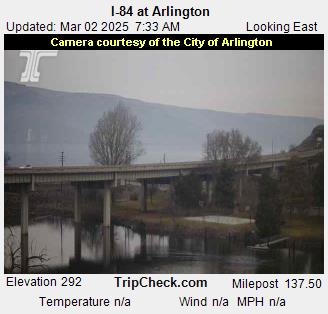 I-84 at Arlington
Updated: Mar 02 2025 7:33 AM Looking East
Camera courtesy of the City of Arlington
Elevation 292 TripCheck.com Milepost 137.50
Temperature n/a Wind n/a MPH n/a